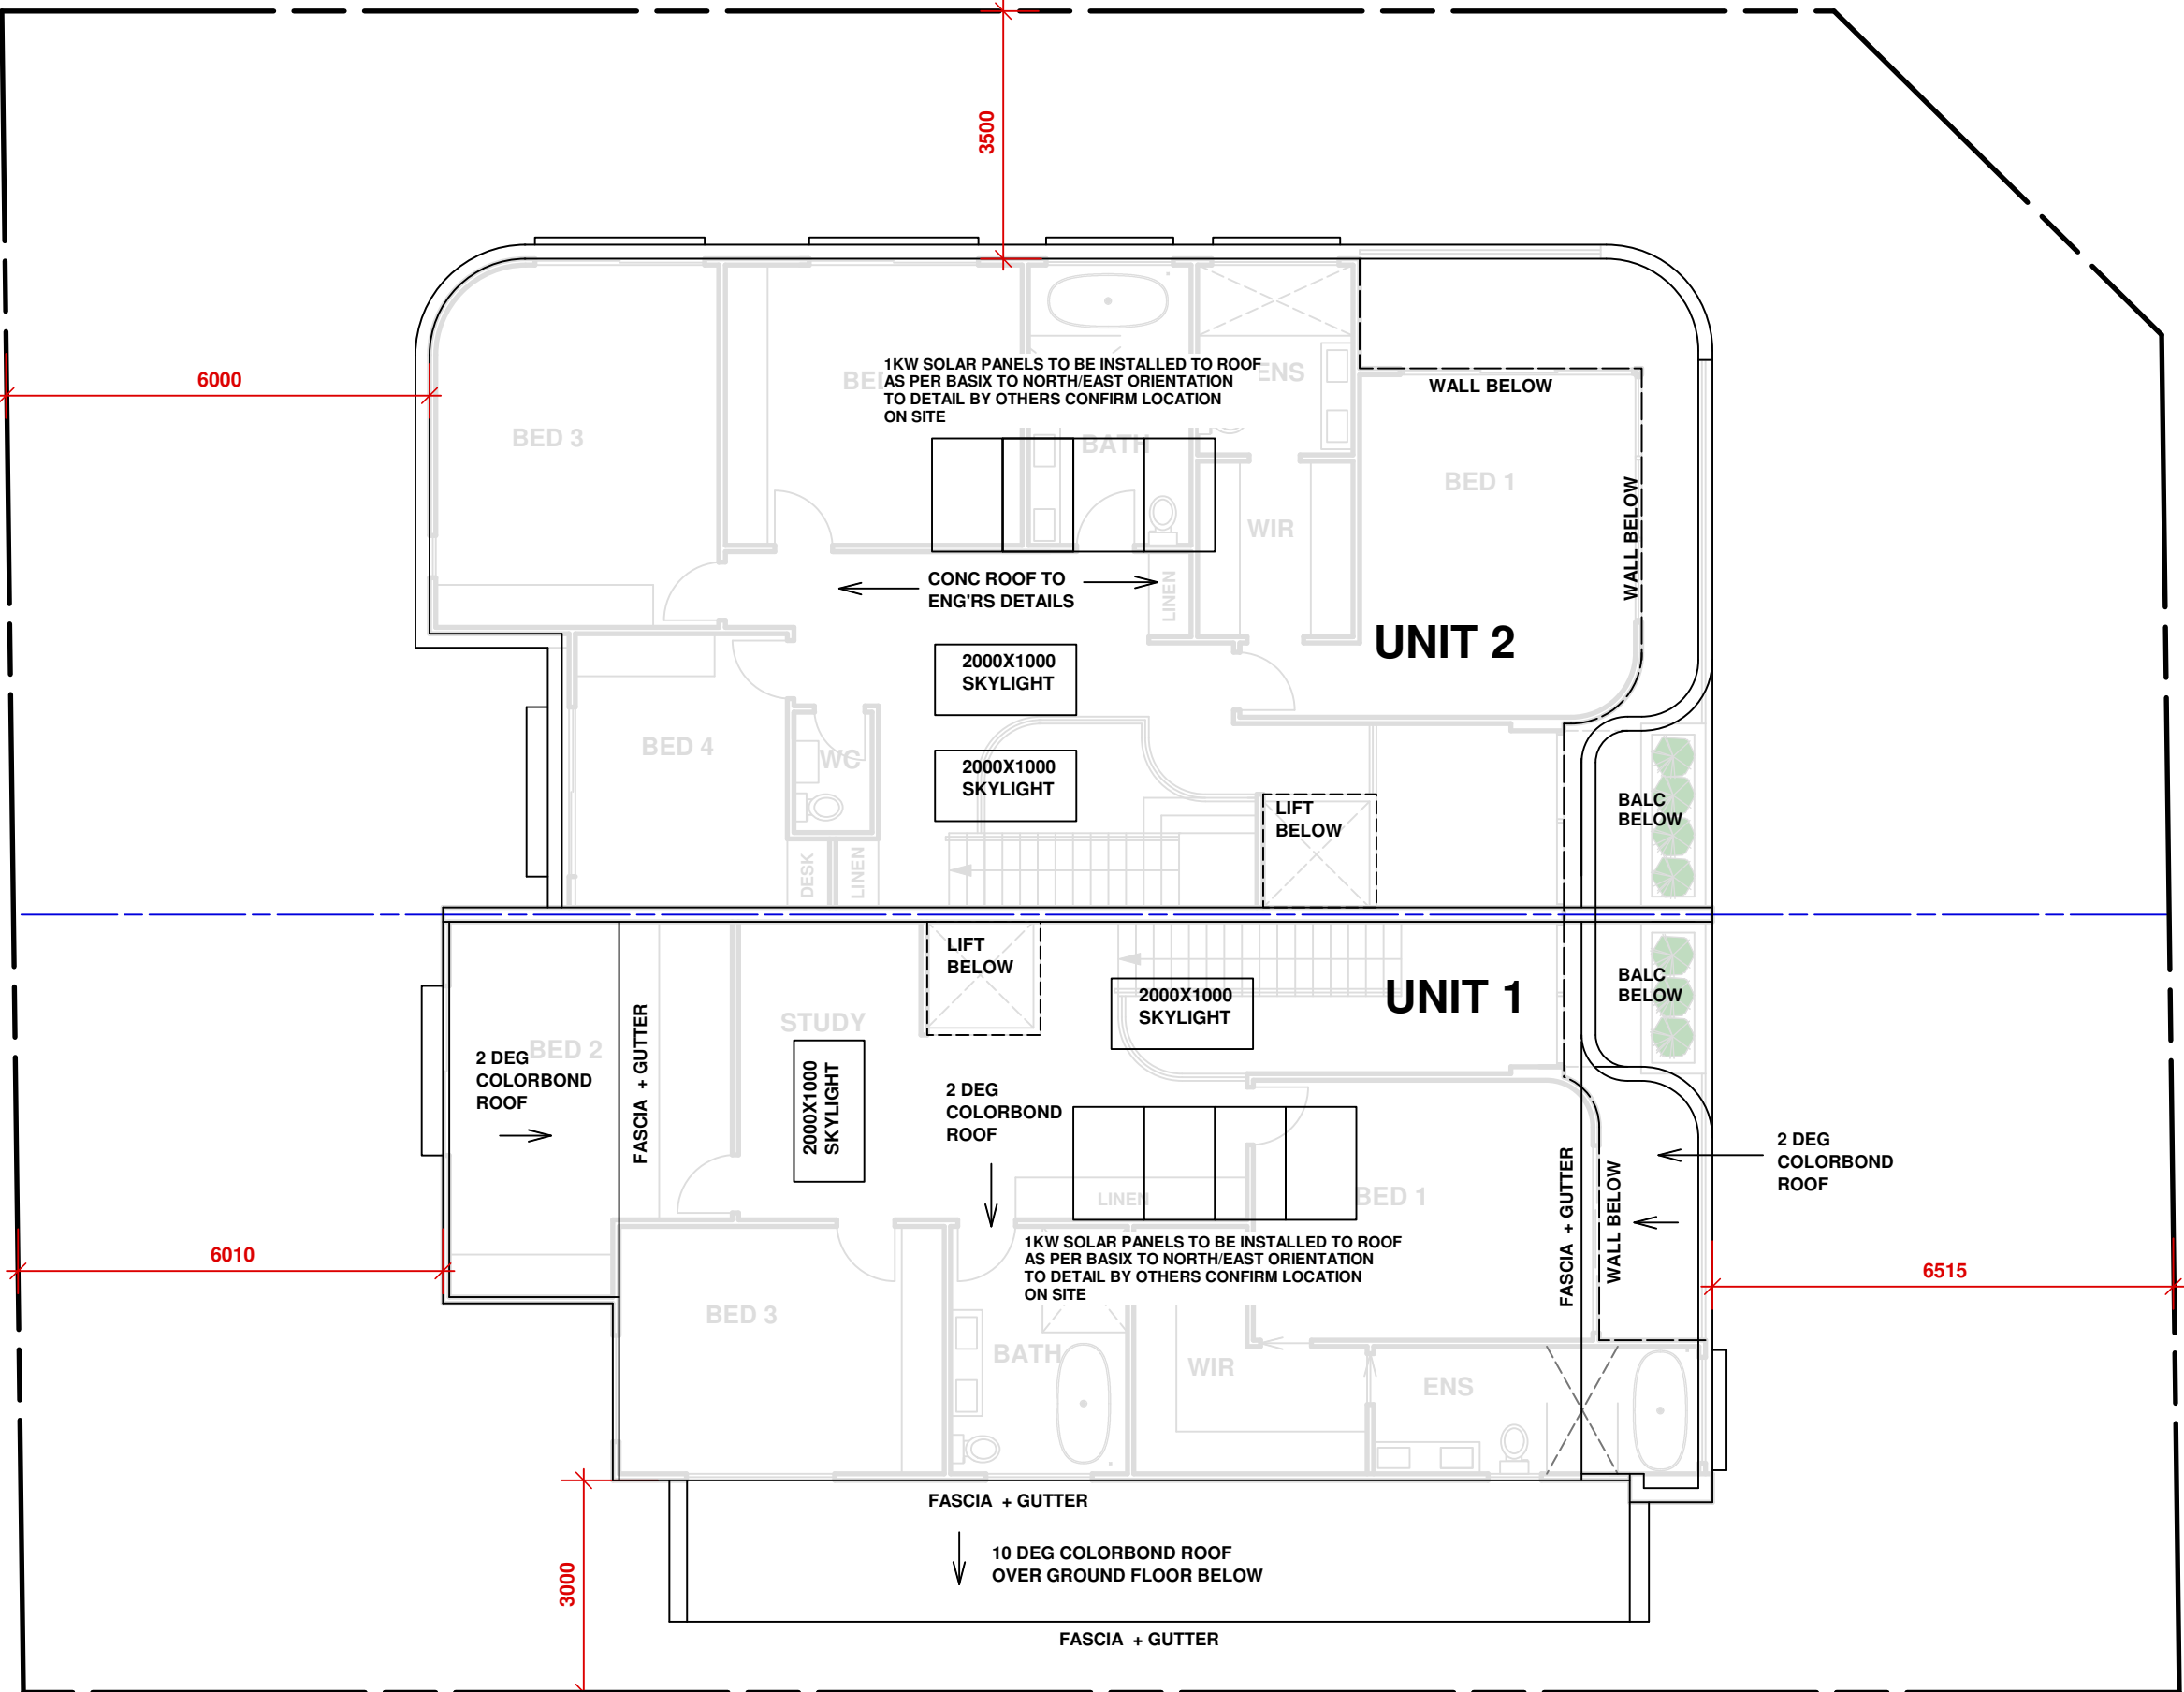 3500
6000
1KW SOLAR PANELS TO BE INSTALLED TO ROOF
AS PER BASIX TO NORTH/EAST ORIENTATION
TO DETAIL BY OTHERS CONFIRM LOCATION
ON SITE
ENS
WALL BELOW
BED 3
BATH
BED 1
WIR
WALL BELOW
CONC ROOF TO
ENG'RS DETAILS
LINEN
UNIT 2
2000X1000
SKYLIGHT
BED 4
WC
2000X1000
SKYLIGHT
LIFT
BELOW
BALC
BELOW
DESK
LINEN
LIFT
BELOW
UNIT 1
BALC
BELOW
2000X1000
SKYLIGHT
STUDY
BED 2
2 DEG
COLORBOND
ROOF
FASCIA + GUTTER
2000X1000
SKYLIGHT
2 DEG
COLORBOND
ROOF
LINEN
BED 1
FASCIA + GUTTER
WALL BELOW
2 DEG
COLORBOND
ROOF
6010
1KW SOLAR PANELS TO BE INSTALLED TO ROOF
AS PER BASIX TO NORTH/EAST ORIENTATION
TO DETAIL BY OTHERS CONFIRM LOCATION
ON SITE
6515
BED 3
BATH
WIR
ENS
FASCIA + GUTTER
3000
10 DEG COLORBOND ROOF
OVER GROUND FLOOR BELOW
FASCIA + GUTTER